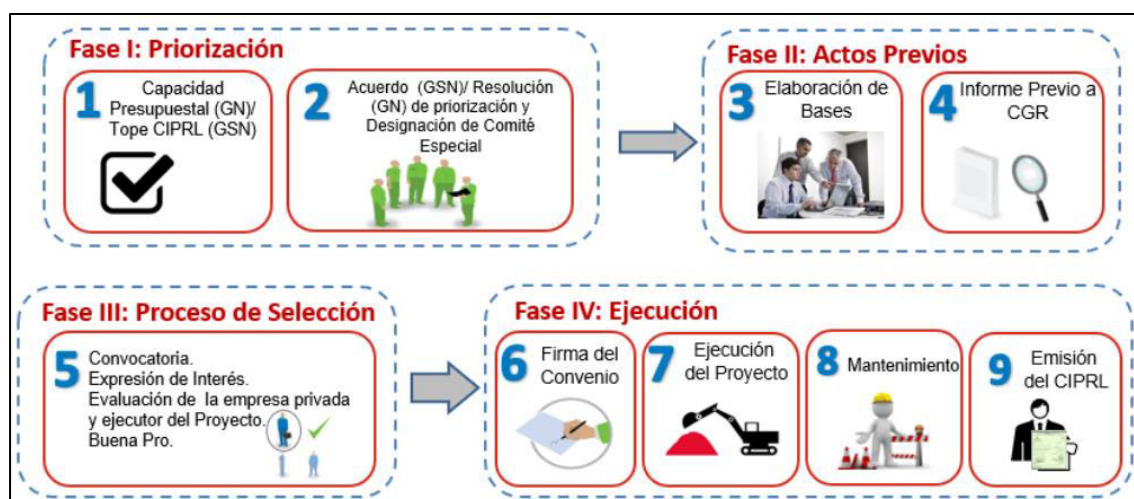 Fase I: Priorización
1
Capacidad
Presupuestal (GN)/
Tope CIPRL (GSN)
2
Acuerdo (GSN)/ Resolución
(GN) de priorización y
Designación de Comité
Especial
Fase II: Actos Previos
3
Elaboración de
Bases
4
Informe Previo a
CGR
Fase III: Proceso de Selección
5
Convocatoria.
Expresión de Interés.
Evaluación de la empresa privada
y ejecutor del Proyecto.
Buena Pro.
Fase IV: Ejecución
6
Firma del
Convenio
7
Ejecución
del Proyecto
8
Mantenimiento
9
Emisión
del CIPRL